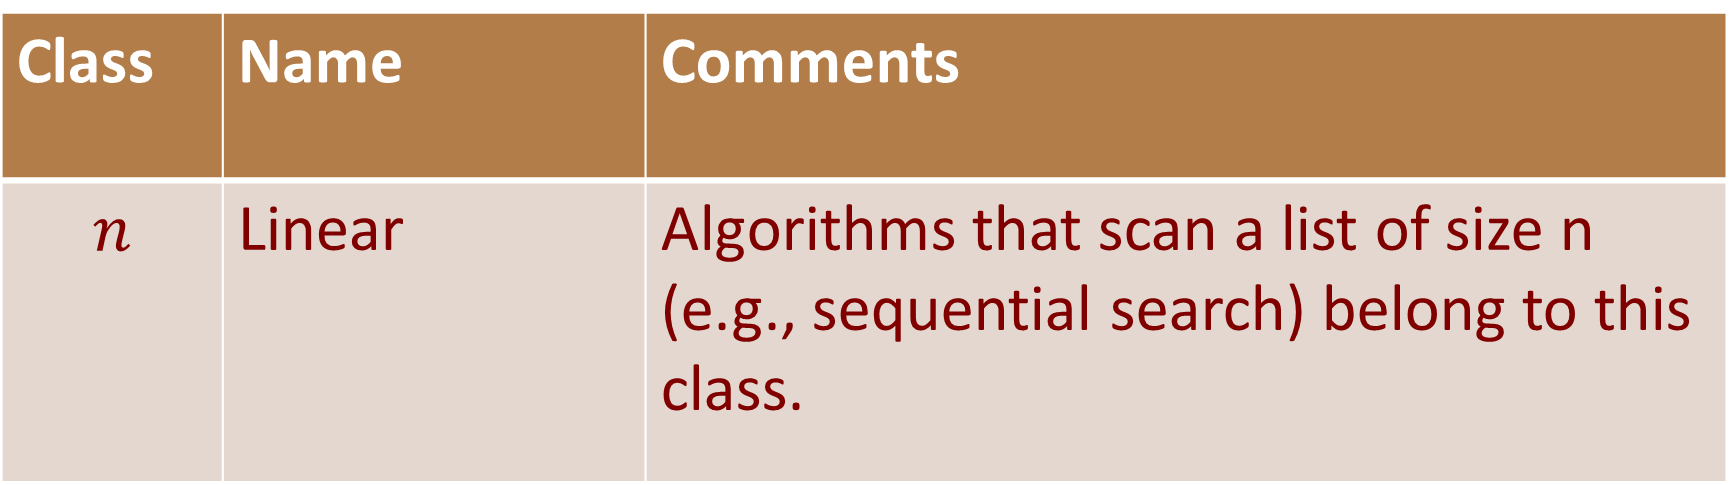 Class Name Comments
n Linear Algorithms that scan a list of size n
(e.g., sequential search) belong to this
class.